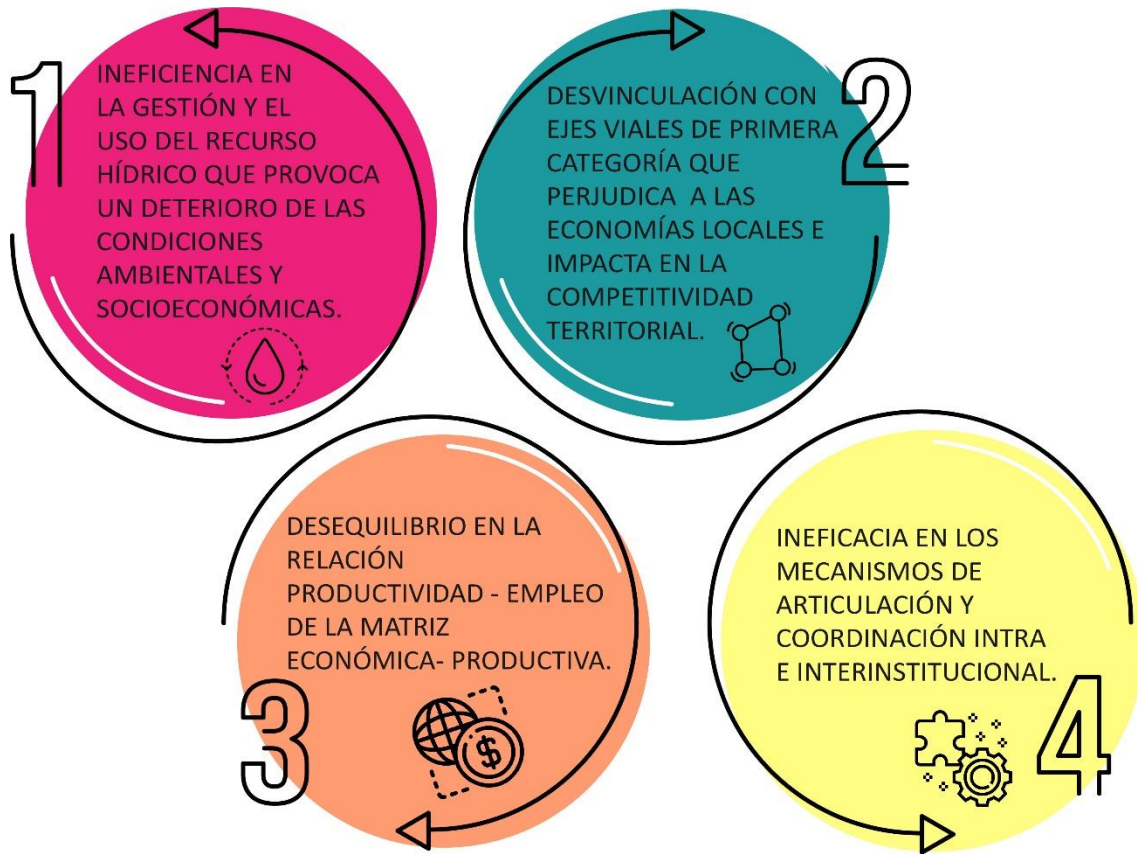 1
INEFICIENCIA EN
LA GESTIÓN Y EL
USO DEL RECURSO
HÍDRICO QUE PROVOCA
UN DETERIORO DE LAS
CONDICIONES
AMBIENTALES Y
SOCIOECONÓMICAS.
2
DESVINCULACIÓN CON
EJES VIALES DE PRIMERA
CATEGORÍA QUE
PERJUDICA A LAS
ECONOMÍAS LOCALES E
IMPACTA EN LA
COMPETITIVIDAD
TERRITORIAL.
3
DESEQUILIBRIO EN LA
RELACIÓN
PRODUCTIVIDAD - EMPLEO
DE LA MATRIZ
ECONÓMICA- PRODUCTIVA.
$
4
INEFICACIA EN LOS
MECANISMOS DE
ARTICULACIÓN Y
COORDINACIÓN INTRA
E INTERINSTITUCIONAL.